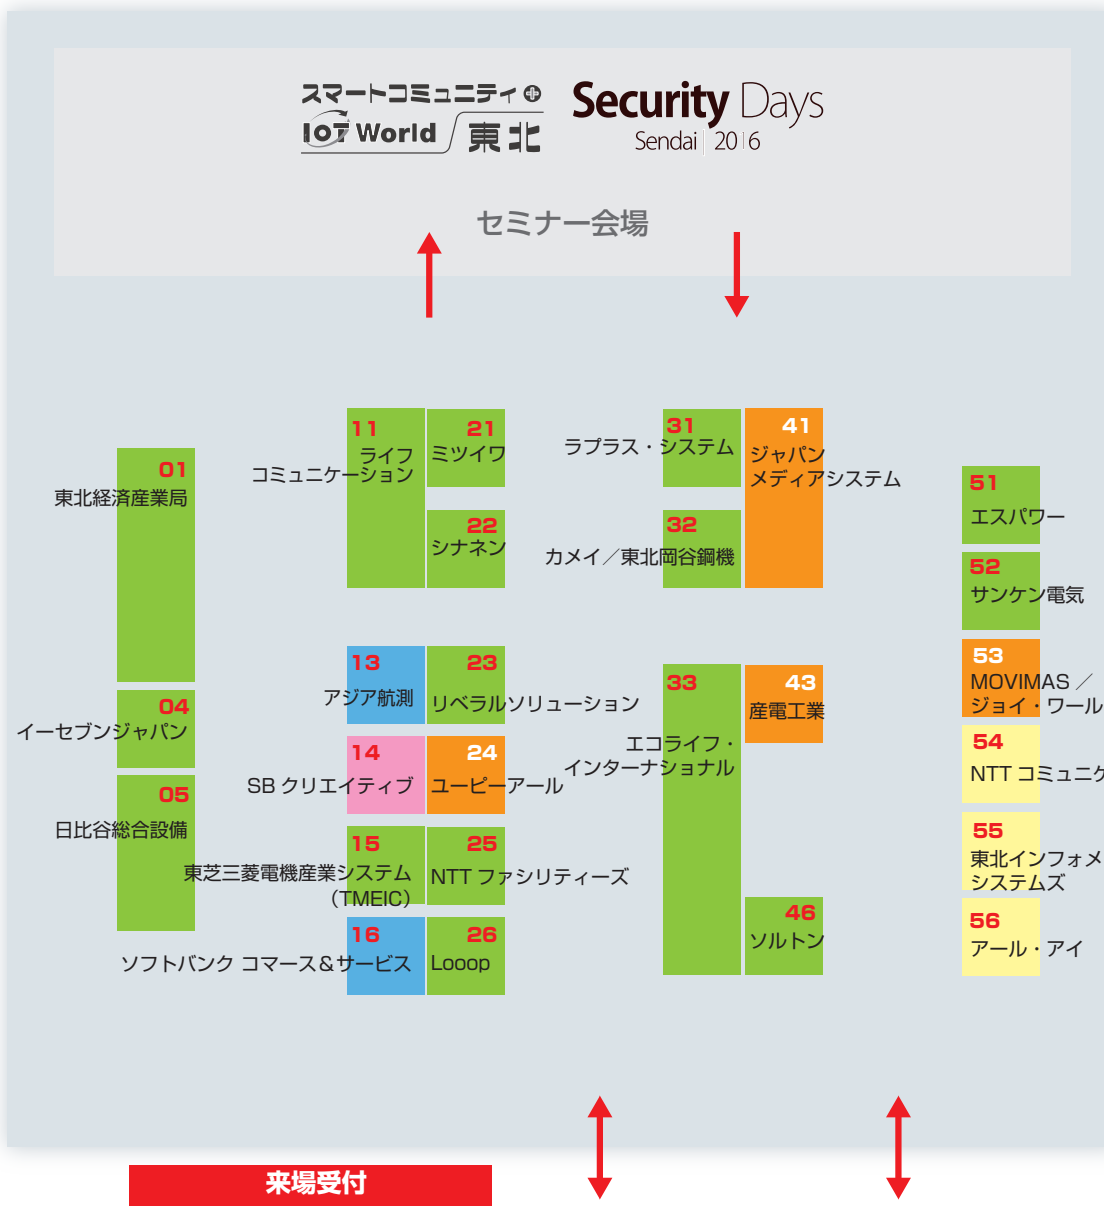 スマートコミュニティ+
IoT World 東北
Security Days
Sendai 2016
セミナー会場
01
東北経済産業局
04
イーセブンジャパン
05
日比谷総合設備
11
ライフ
コミュニケーション
21
ミツイワ
22
シナネン
13
アジア航測
23
リベラルソリューション
14
SB クリエイティブ
24
ユーピーアール
15
東芝三菱電機産業システム
（TMEIC）
25
NTT ファシリティーズ
16
ソフトバンク コマース＆サービス
26
Looop
31
ラプラス・システム
41
ジャパン
メディアシステム
32
カメイ／東北岡谷鋼機
33
エコライフ・
インターナショナル
43
産電工業
46
ソルトン
51
エスパワー
52
サンケン電気
53
MOVIMAS ／
ジョイ・ワール
54
NTT コミュニケ
55
東北インフォメ
システムズ
56
アール・アイ
来場受付